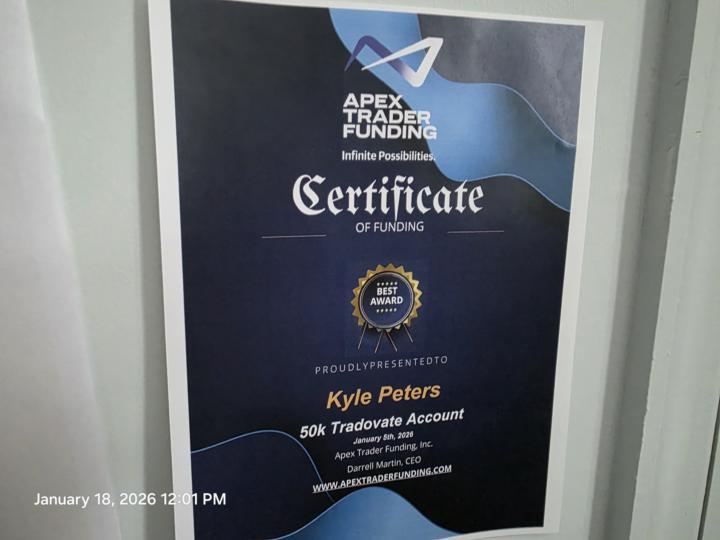 APEX
TRADER
FUNDING
Infinite Possibilities.
Certificate
OF FUNDING
BEST
AWARD
PROUDLYPRESENTEDTO
Kyle Peters
50k Tradovate Account
January 8th, 2026
Apex Trader Funding, Inc.
Darrell Martin, CEO
WWW.APEXTRADERFUNDING.COM
January 18, 2026 12:01 PM